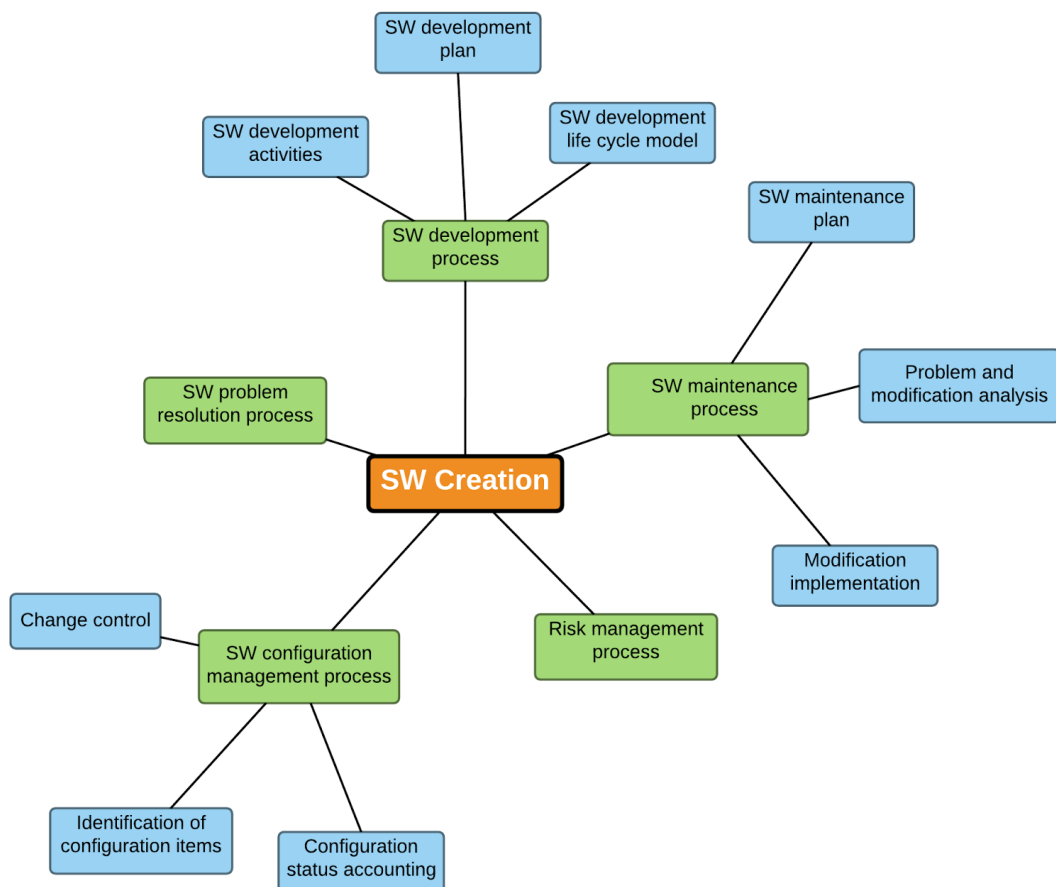 SW development
plan
SW development
activities
SW development
life cycle model
SW development
process
SW maintenance
plan
SW problem
resolution process
SW maintenance
process
Problem and
modification analysis
SW Creation
Modification
implementation
Change control
SW configuration
management process
Risk management
process
Identification of
configuration items
Configuration
status accounting